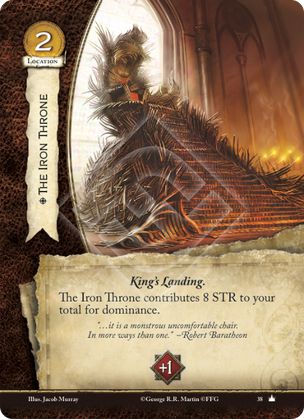 2
LOCATION
THE IRON THRONE
King's Landing.
The Iron Throne contributes 8 STR to your
total for dominance.
"...it is a monstrous uncomfortable chair.
In more ways than one." –Robert Baratheon
+1
Illus. Jacob Murray ©George R.R. Martin ©FFG 38